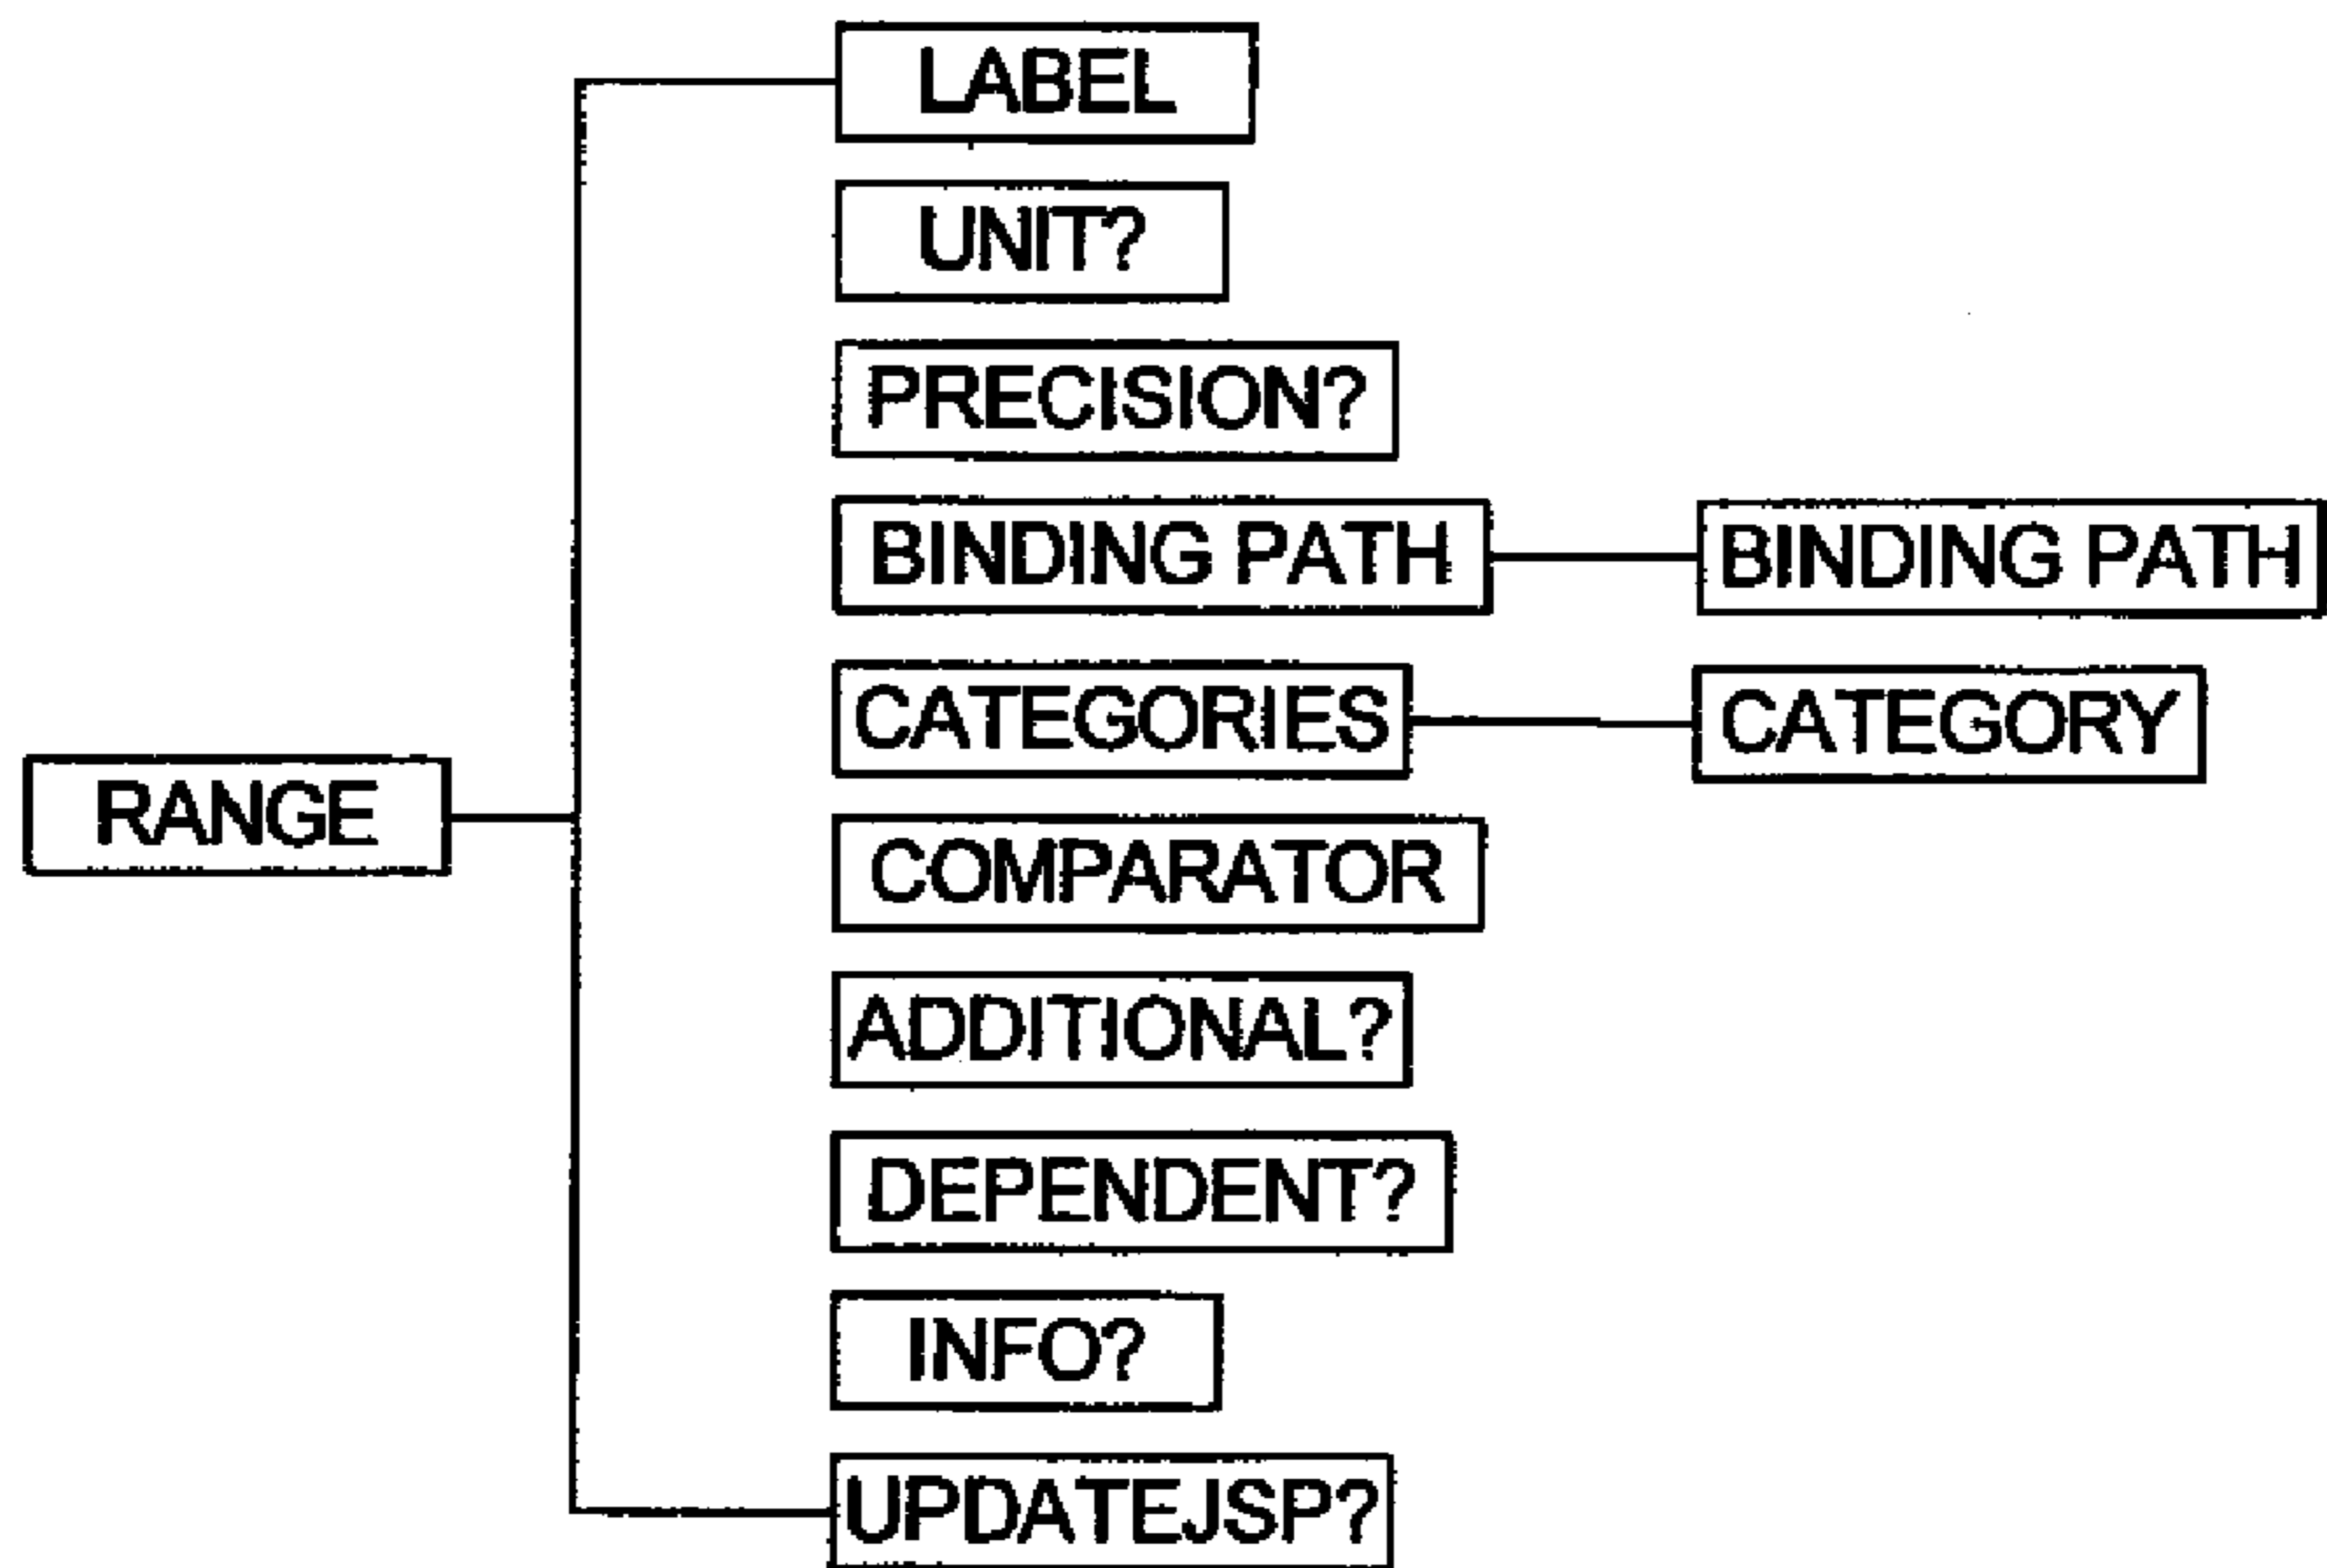 LABEL
UNIT?
PRECISION?
BINDING PATH
BINDING PATH
CATEGORIES
CATEGORY
RANGE
COMPARATOR
ADDITIONAL?
DEPENDENT?
INFO?
UPDATEJSP?